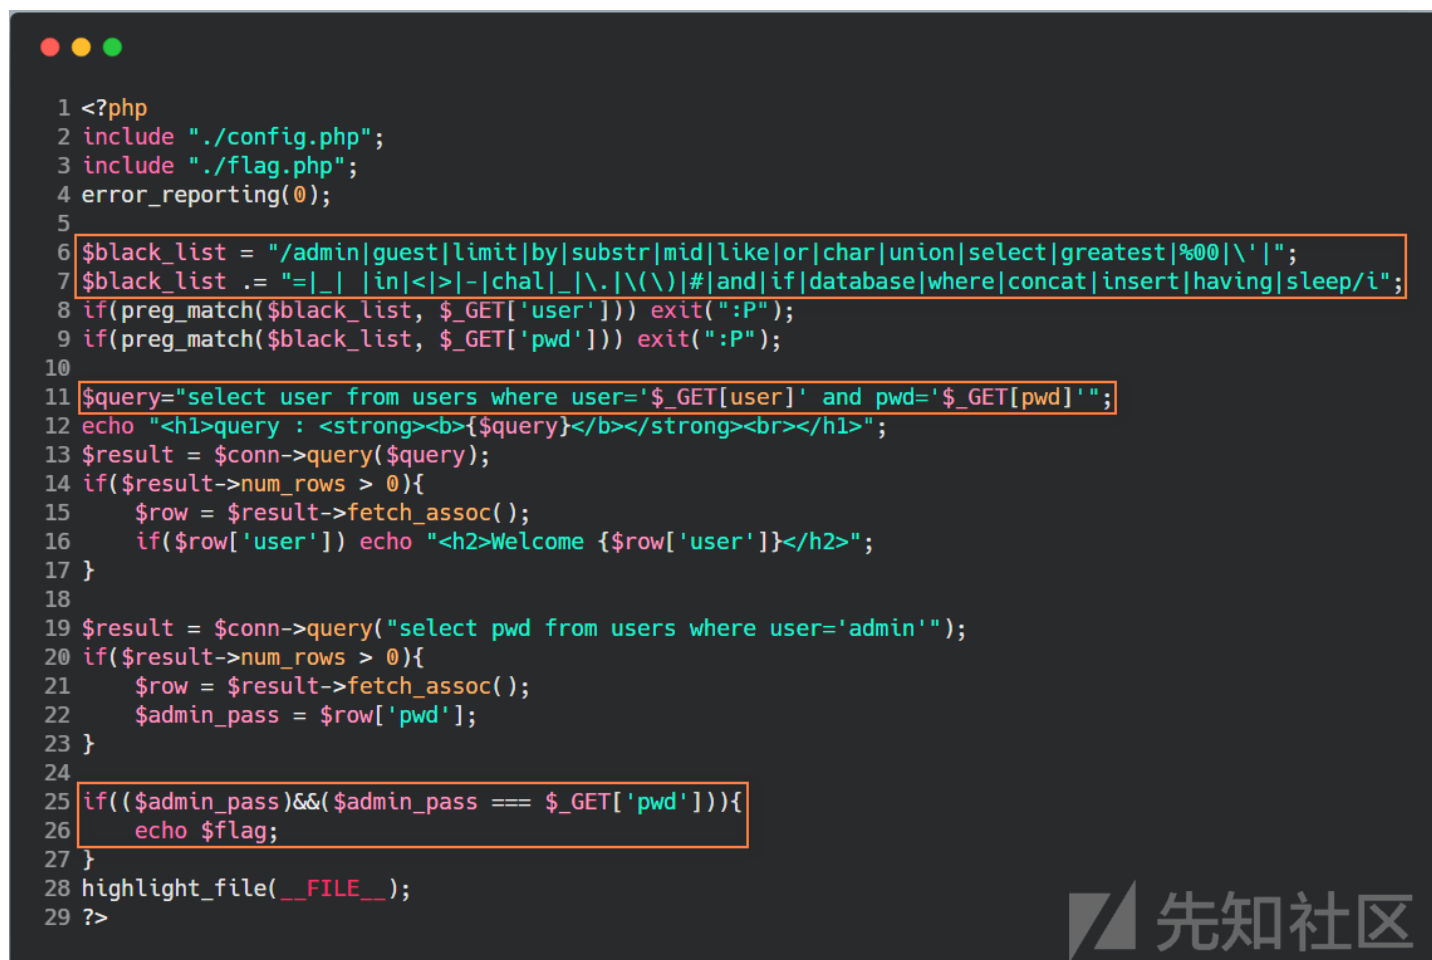 1 <?php
2 include "./config.php";
3 include "./flag.php";
4 error_reporting(0);
5
6 $black_list = "/admin|guest|limit|by|substr|mid|like|or|char|union|select|greatest|%00|\'|";
7 $black_list .= "=|_| |in|<|>|-|chal|_|\.|\(\)|#|and|if|database|where|concat|insert|having|sleep/i";
8 if(preg_match($black_list, $_GET['user'])) exit(":P");
9 if(preg_match($black_list, $_GET['pwd'])) exit(":P");
10
11 $query="select user from users where user='$_GET[user]' and pwd='$_GET[pwd]'";
12 echo "<h1>query : <strong><b>{$query}</b></strong><br></h1>";
13 $result = $conn->query($query);
14 if($result->num_rows > 0){
15     $row = $result->fetch_assoc();
16     if($row['user']) echo "<h2>Welcome {$row['user']}</h2>";
17 }
18
19 $result = $conn->query("select pwd from users where user='admin'");
20 if($result->num_rows > 0){
21     $row = $result->fetch_assoc();
22     $admin_pass = $row['pwd'];
23 }
24
25 if(($admin_pass)&&($admin_pass === $_GET['pwd'])){
26     echo $flag;
27 }
28 highlight_file(__FILE__);
29 ?>
先知社区